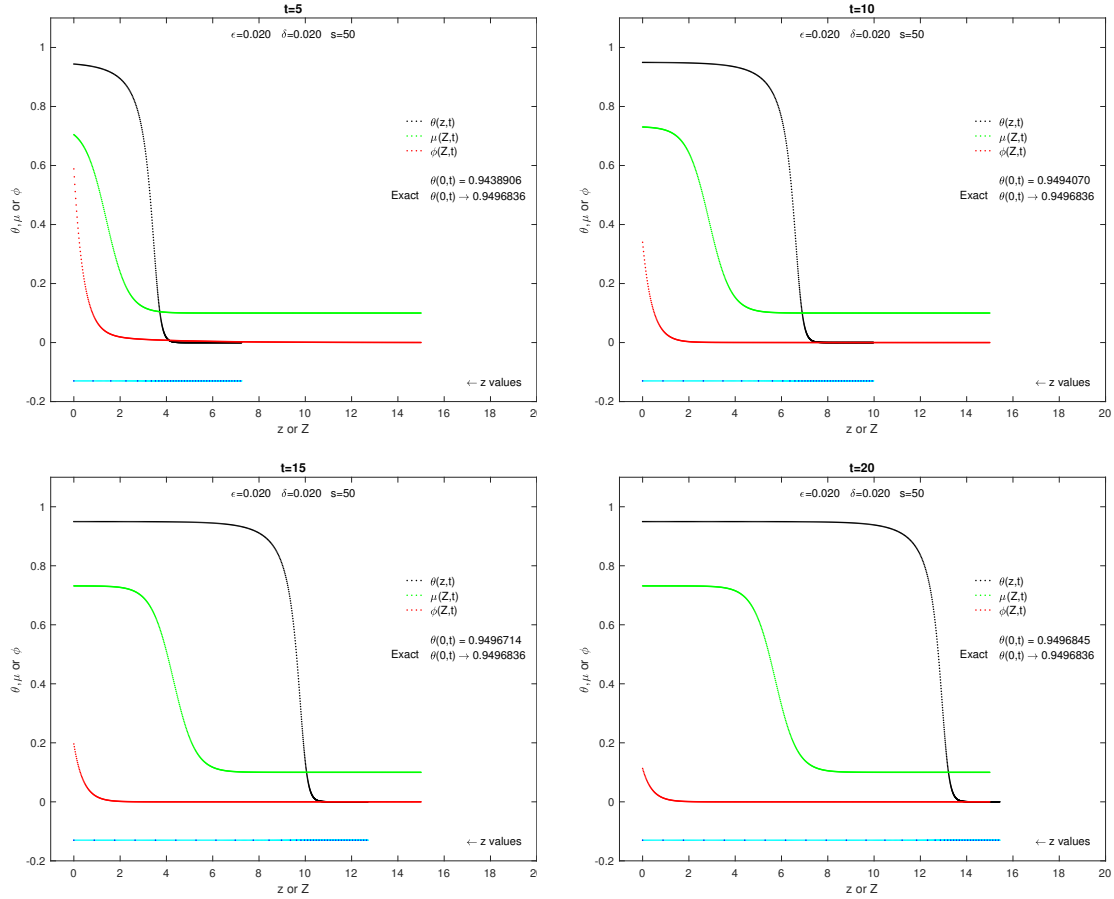 t=5
ϵ=0.020 δ=0.020 s=50
1
0.8
0.6
0.4
0.2
0
-0.2
θ, μ or ϕ
θ(z,t)
μ(Z,t)
ϕ(Z,t)
θ(0,t) = 0.9438906
Exact θ(0,t) → 0.9496836
← z values
0 2 4 6 8 10 12 14 16 18 20
z or Z
t=10
ϵ=0.020 δ=0.020 s=50
1
0.8
0.6
0.4
0.2
0
-0.2
θ, μ or ϕ
θ(z,t)
μ(Z,t)
ϕ(Z,t)
θ(0,t) = 0.9494070
Exact θ(0,t) → 0.9496836
← z values
0 2 4 6 8 10 12 14 16 18 20
z or Z
t=15
ϵ=0.020 δ=0.020 s=50
1
0.8
0.6
0.4
0.2
0
-0.2
θ, μ or ϕ
θ(z,t)
μ(Z,t)
ϕ(Z,t)
θ(0,t) = 0.9496714
Exact θ(0,t) → 0.9496836
← z values
0 2 4 6 8 10 12 14 16 18 20
z or Z
t=20
ϵ=0.020 δ=0.020 s=50
1
0.8
0.6
0.4
0.2
0
-0.2
θ, μ or ϕ
θ(z,t)
μ(Z,t)
ϕ(Z,t)
θ(0,t) = 0.9496845
Exact θ(0,t) → 0.9496836
← z values
0 2 4 6 8 10 12 14 16 18 20
z or Z